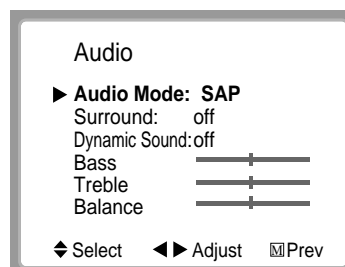 Audio
▶ Audio Mode: SAP
Surround: off
Dynamic Sound: off
Bass
Treble
Balance
◆ Select ◀▶ Adjust M Prev